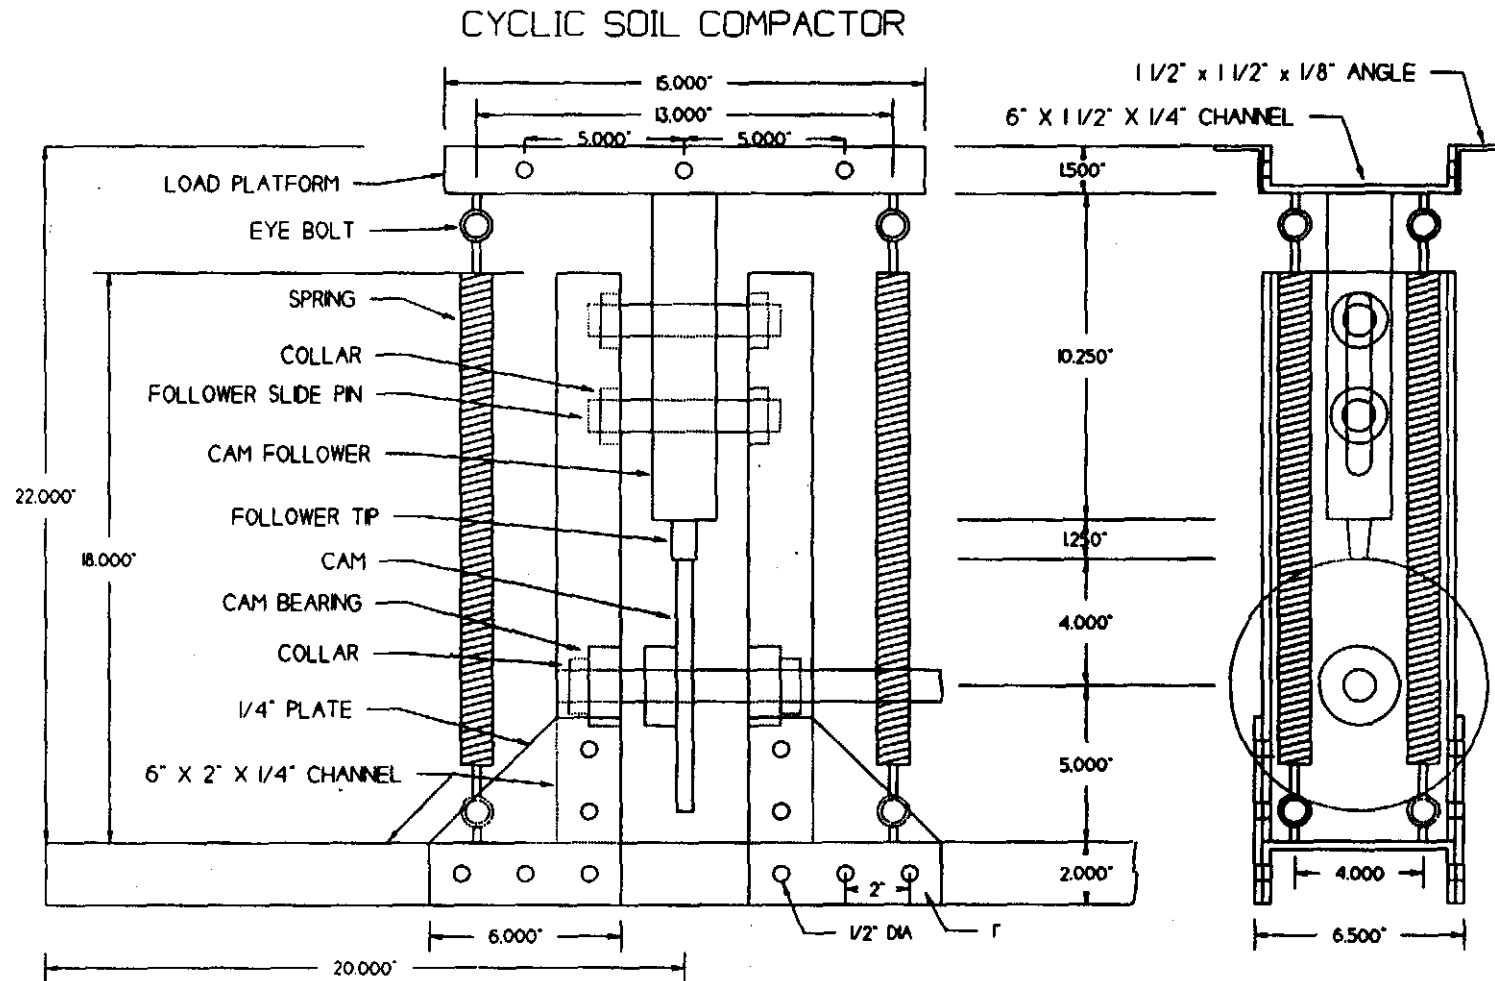 CYCLIC SOIL COMPACTOR
15.000"
1 1/2" x 1 1/2" x 1/8" ANGLE
13.000"
6" X 1 1/2" X 1/4" CHANNEL
5.000"
5.000"
1.500"
LOAD PLATFORM
EYE BOLT
SPRING
COLLAR
10.250"
FOLLOWER SLIDE PIN
CAM FOLLOWER
22.000"
FOLLOWER TIP
1.250"
18.000"
CAM
CAM BEARING
4.000"
COLLAR
1/4" PLATE
6" X 2" X 1/4" CHANNEL
5.000"
2.000"
4.000
2"
6.000"
1/2" DIA
1"
6.500"
20.000"